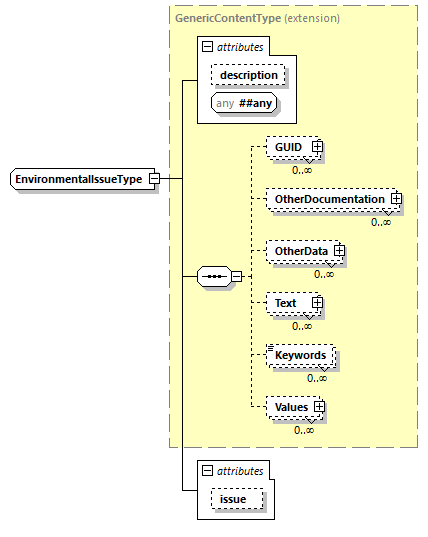 GenericContentType (extension)
attributes
description
any ##any
EnvironmentalIssueType
GUID
0..∞
OtherDocumentation
0..∞
OtherData
0..∞
Text
0..∞
Keywords
0..∞
Values
0..∞
attributes
issue